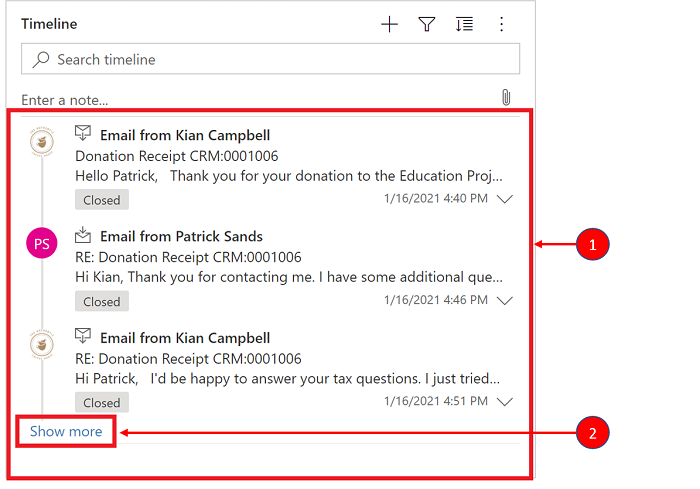 Timeline
Search timeline
Enter a note...
Email from Kian Campbell
Donation Receipt CRM:0001006
Hello Patrick, Thank you for your donation to the Education Proj...
Closed 1/16/2021 4:40 PM
PS Email from Patrick Sands
RE: Donation Receipt CRM:0001006
Hi Kian, Thank you for contacting me. I have some additional que...
Closed 1/16/2021 4:46 PM
1
Email from Kian Campbell
RE: Donation Receipt CRM:0001006
Hi Patrick, I'd be happy to answer your tax questions. I just tried...
Closed 1/16/2021 4:51 PM
Show more
2